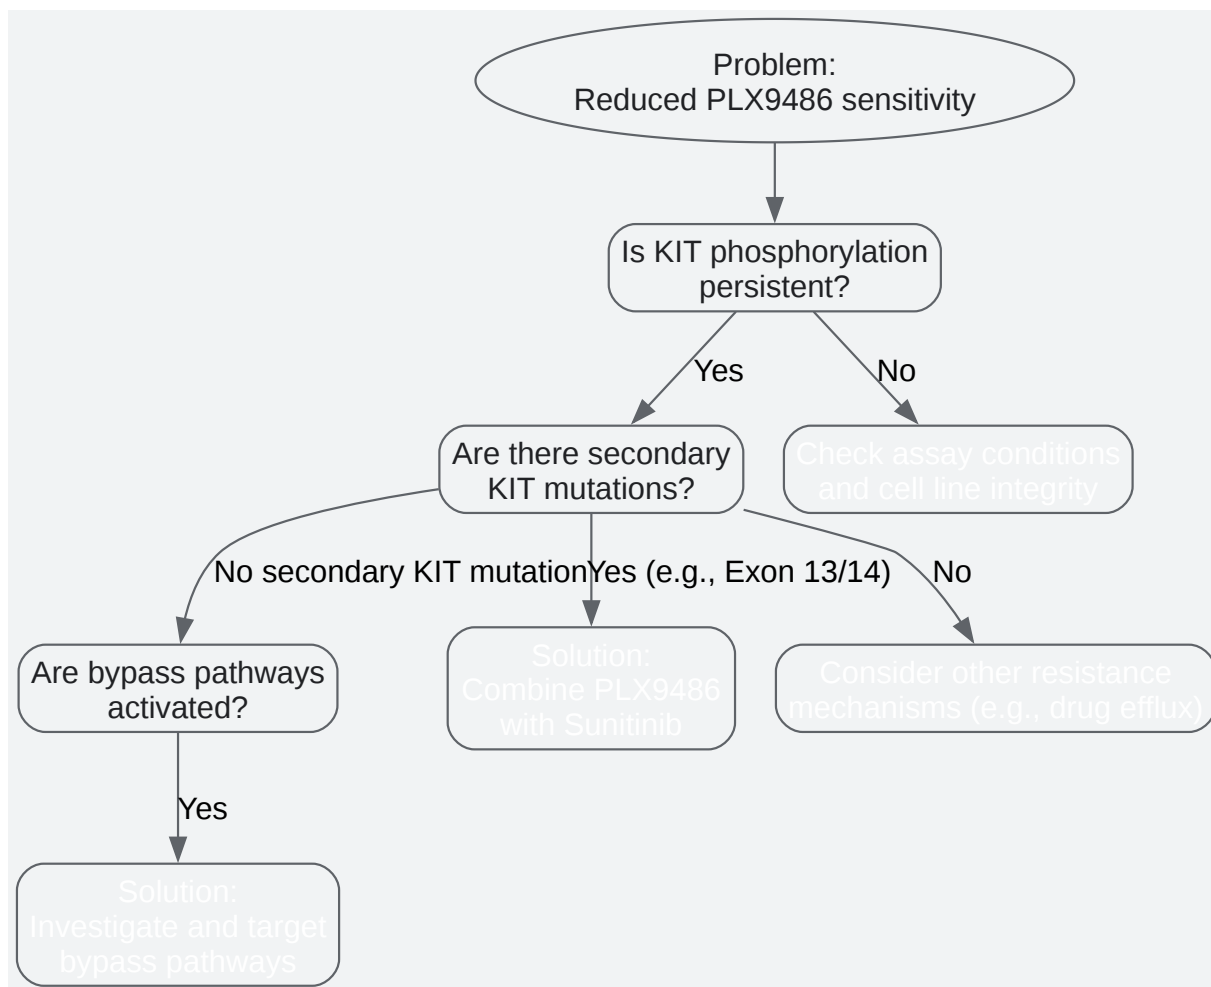 Problem:
Reduced PLX9486 sensitivity
Is KIT phosphorylation
persistent?
Yes
No
Are there secondary
KIT mutations?
Check assay conditions
and cell line integrity
No secondary KIT mutation
Yes (e.g., Exon 13/14)
No
Are bypass pathways
activated?
Solution:
Combine PLX9486
with Sunitinib
Consider other resistance
mechanisms (e.g., drug efflux)
Yes
Solution:
Investigate and target
bypass pathways